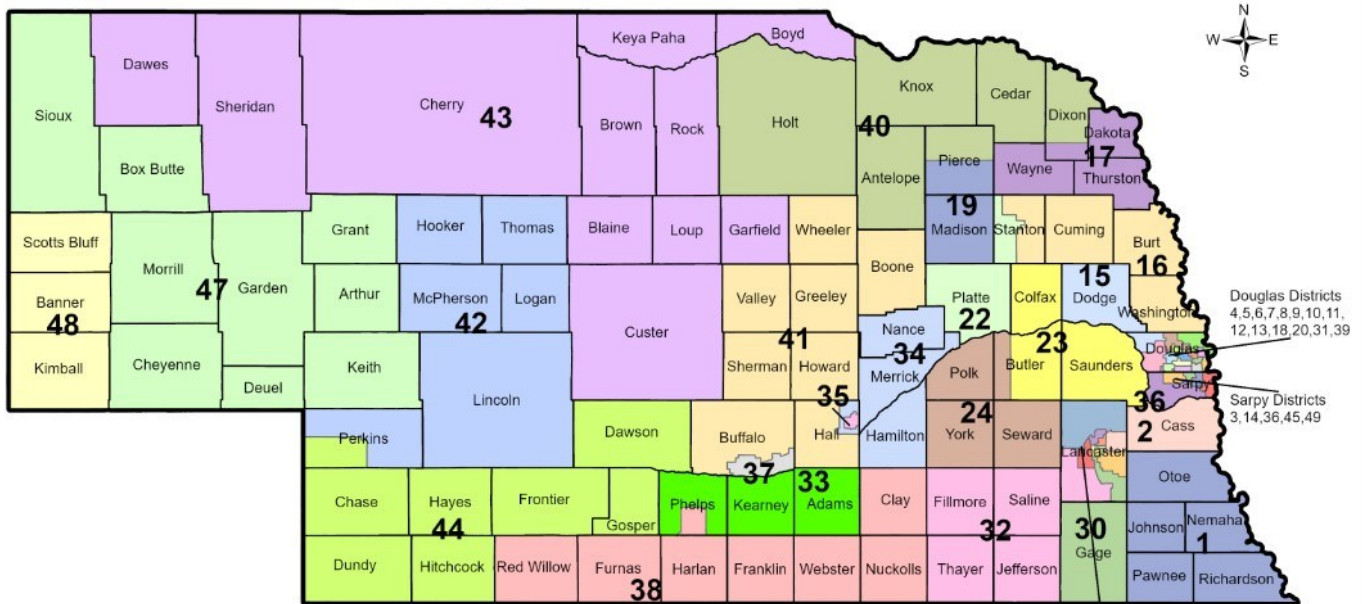 N
W E
S
Keya Paha
Boyd
Dawes
Sioux
Sheridan
Cherry
43
Brown
Rock
Holt
Knox
40
Cedar
Dixon
Dakota
17
Box Butte
Pierce
Wayne
Thurston
Antelope
19
Scotts Bluff
Morrill
Grant
Hooker
Thomas
Blaine
Loup
Garfield
Wheeler
Madison
Stanton
Cuming
Burt
16
Boone
Banner
48
47
Garden
Arthur
McPherson
42
Logan
Custer
Valley
Greeley
41
Platte
22
Colfax
15
Dodge
Washington
Douglas Districts
4,5,6,7,8,9,10,11,
12,13,18,20,31,39
Nance
34
23
Kimball
Cheyenne
Deuel
Keith
Lincoln
Sherman
Howard
Merrick
Polk
Butler
Saunders
Douglas
Sarpy
36
Sarpy Districts
3,14,36,45,49
35
24
2
Cass
Perkins
Dawson
Buffalo
Hall
Hamilton
York
Seward
Lancaster
37
33
Otoe
Chase
Hayes
44
Frontier
Gosper
Phelps
Kearney
Adams
Clay
Fillmore
Saline
32
30
Gage
Johnson
Nemaha
1
Dundy
Hitchcock
Red Willow
Furnas
38
Harlan
Franklin
Webster
Nuckolls
Thayer
Jefferson
Pawnee
Richardson